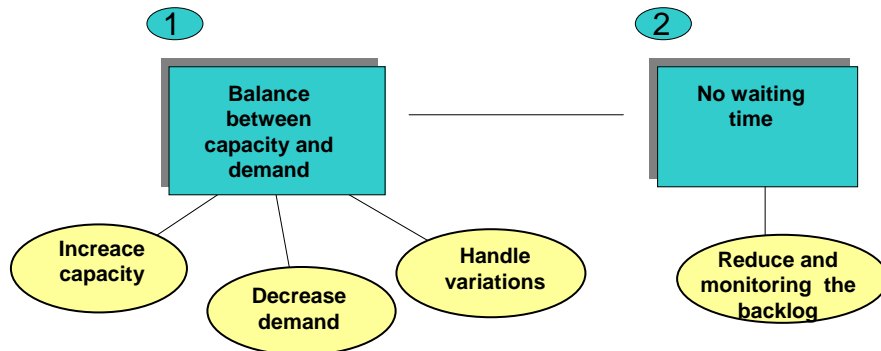 1
2
Balance
between
capacity and
demand
No waiting
time
Increace
capacity
Decrease
demand
Handle
variations
Reduce and
monitoring the
backlog